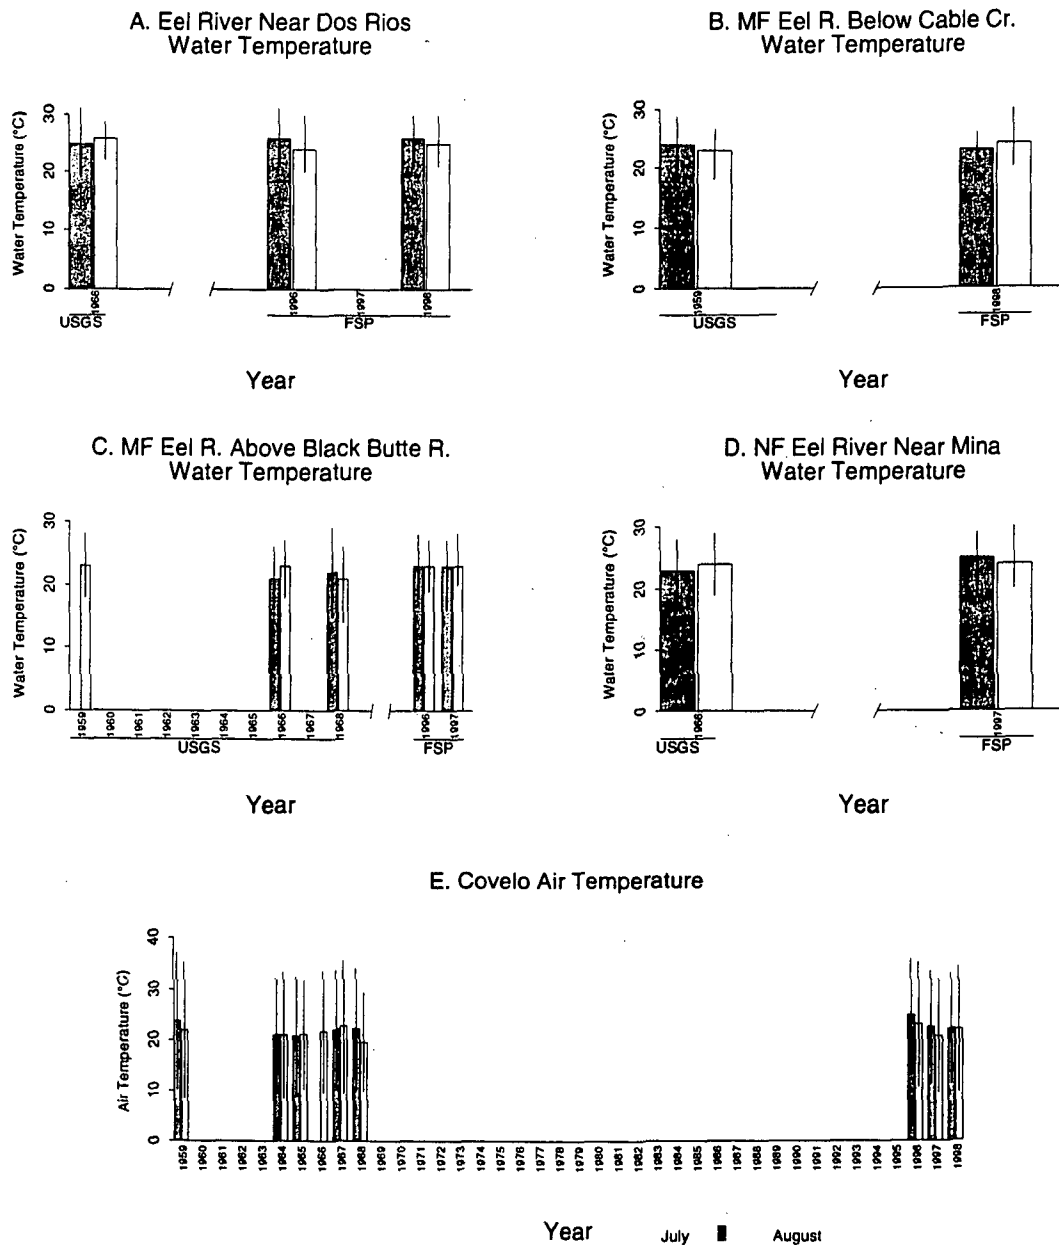 A. Eel River Near Dos Rios
Water Temperature
B. MF Eel R. Below Cable Cr.
Water Temperature
Water Temperature (°C)
0 10 20 30
1966
1996
1997
1998
USGS
FSP
Year
Water Temperature (°C)
0 10 20 30
1959
1998
USGS
FSP
Year
C. MF Eel R. Above Black Butte R.
Water Temperature
D. NF Eel River Near Mina
Water Temperature
Water Temperature (°C)
0 10 20 30
1959 1960 1961 1962 1963 1964 1965 1966 1967 1968 1996 1997
USGS
FSP
Year
Water Temperature (°C)
0 10 20 30
1966
1997
USGS
FSP
Year
E. Covelo Air Temperature
Air Temperature (°C)
0 10 20 30 40
1959 1960 1961 1962 1963 1964 1965 1966 1967 1968 1969 1970 1971 1972 1973 1974 1975 1976 1977 1978 1979 1980 1981 1982 1983 1984 1985 1986 1987 1988 1989 1990 1991 1992 1993 1994 1995 1996 1997 1998
Year
July August